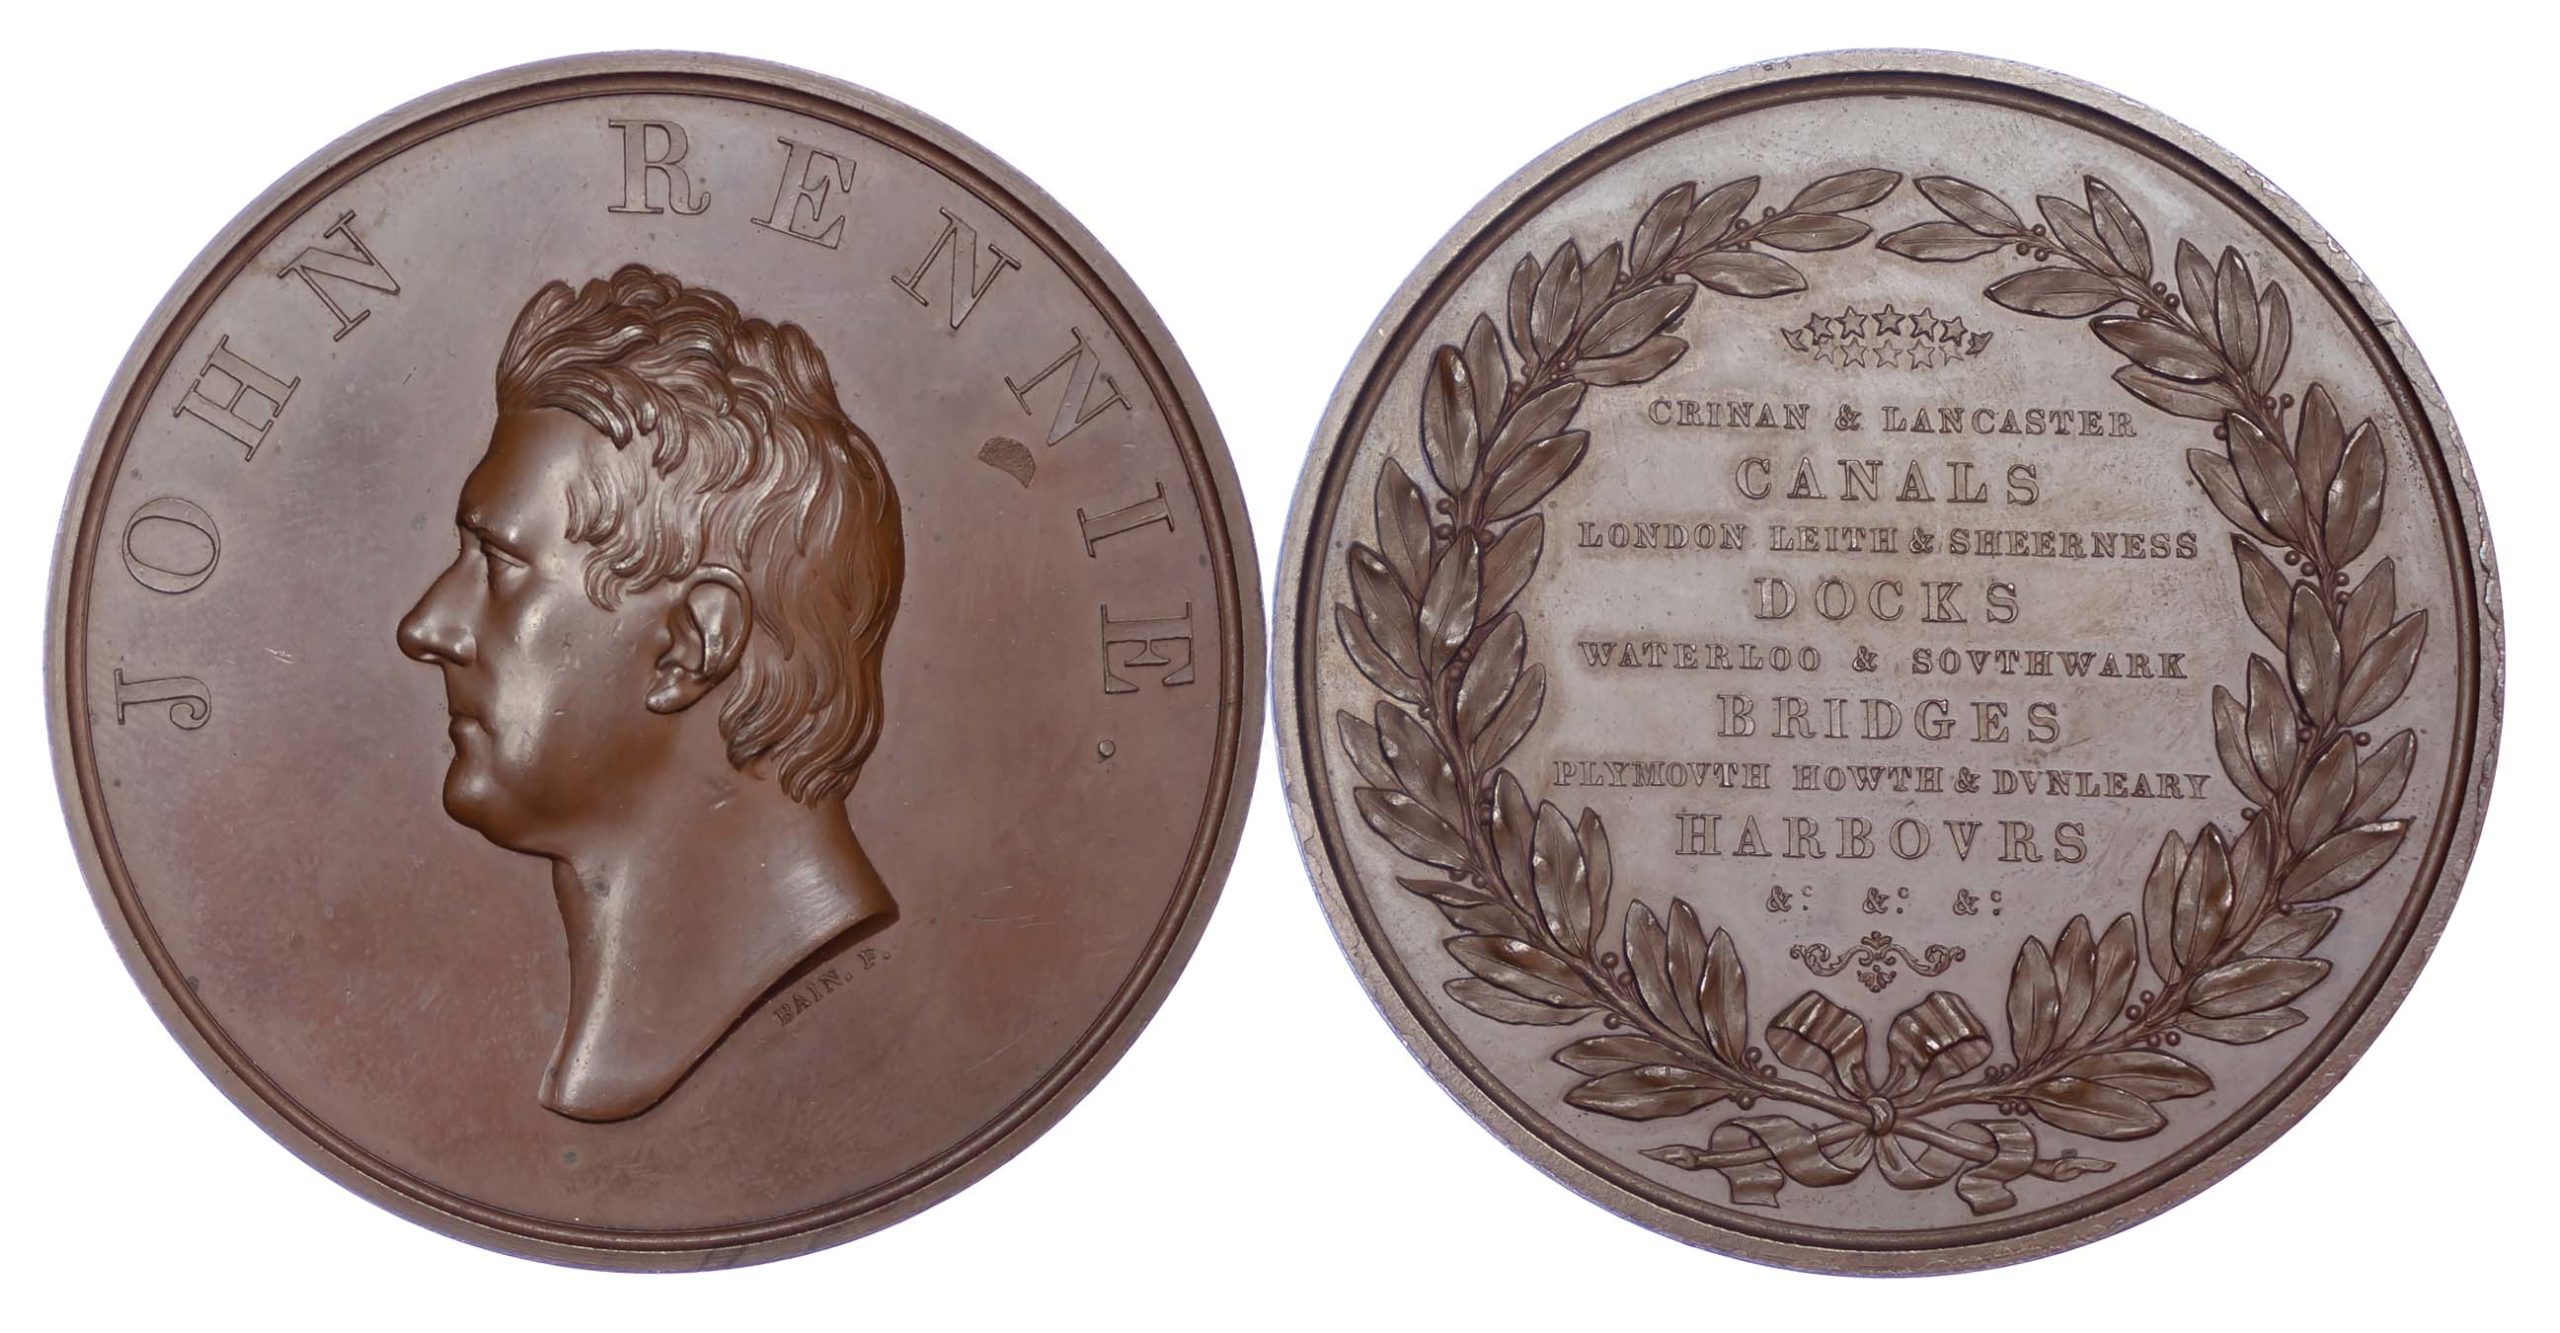 JOHN RENNIE.
BAIN. F.
CRINAN & LANCASTER
CANALS
LONDON LEITH & SHEERNESS
DOCKS
WATERLOO & SOVTHWARK
BRIDGES
PLYMOVTH HOWTH & DVNLEARY
HARBOVRS
&c: &c: &c: